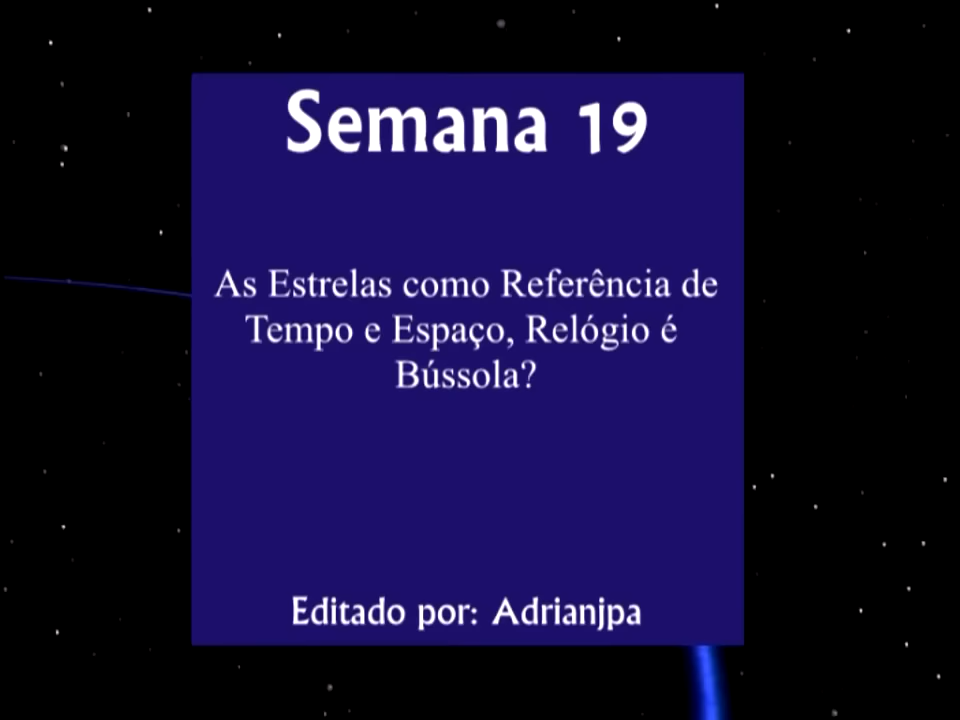 Semana 19
As Estrelas como Referência de
Tempo e Espaço, Relógio é
Bússola?
Editado por: Adrianjpa